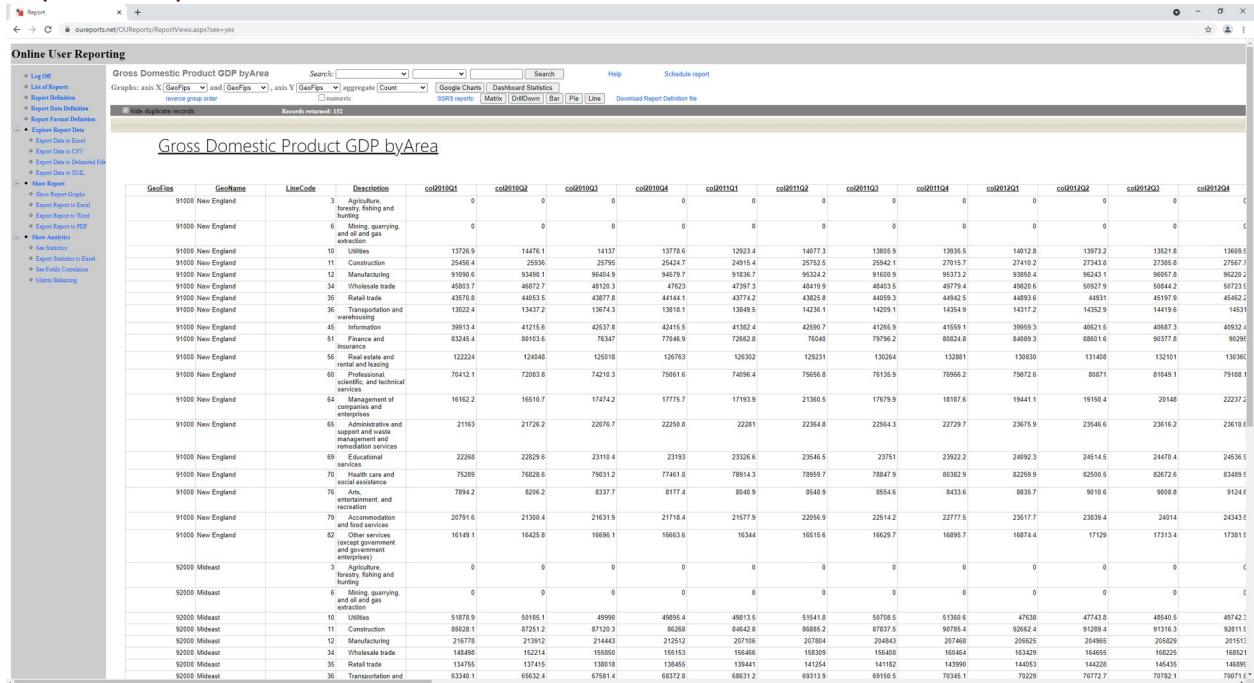 Report
oureports.net/OUReports/ReportViews.aspx?see=yes
Online User Reporting
Log Off
List of Reports
Report Definition
Report Data Definition
Report Format Definition
Explore Report Data
Export Data to Excel
Export Data to CSV
Export Data to Delimited File
Export Data to XML
Show Report
Show Report Graphs
Export Report to Excel
Export Report to Word
Export Report to PDF
Show Analytics
See Statistics
Export Statistics to Excel
See Fields Correlation
Matrix Balancing
Gross Domestic Product GDP byArea Search: Search Help Schedule report
Graphs: axis X GeoFips and GeoFips , axis Y GeoFips aggregate Count Google Charts Dashboard Statistics
reverse group order numeric SSRS reports: Matrix DrillDown Bar Pie Line Download Report Definition file
hide duplicate records Records returned: 152
Gross Domestic Product GDP byArea
GeoFips GeoName LineCode Description col2010Q1 col2010Q2 col2010Q3 col2010Q4 col2011Q1 col2011Q2 col2011Q3 col2011Q4 col2012Q1 col2012Q2 col2012Q3 col2012Q4
91000 New England 3 Agriculture, 0 0 0 0 0 0 0 0 0 0 0
forestry, fishing and
hunting
91000 New England 6 Mining, quarrying, 0 0 0 0 0 0 0 0 0 0 0
and oil and gas
extraction
91000 New England 10 Utilities 13726.9 14476.1 14137 13778.6 12923.4 14077.3 13805.9 13935.5 14012.8 13973.2 13521.8 13669.
91000 New England 11 Construction 25456.4 25936 25795 25424.7 24915.4 25752.5 25942.1 27015.7 27410.2 27343.8 27385.8 27567.
91000 New England 12 Manufacturing 91090.6 93490.1 96404.9 94579.7 91836.7 95324.2 91600.9 95373.2 93850.4 96243.1 96057.8 96220.
91000 New England 34 Wholesale trade 45803.7 46872.7 48120.3 47623 47397.3 48419.9 48403.5 49779.4 49820.6 50927.9 50844.2 50723.
91000 New England 35 Retail trade 43570.8 44053.5 43877.8 44144.1 43774.2 43825.8 44059.3 44942.5 44893.6 44931 45197.9 45462.
91000 New England 36 Transportation and 13022.4 13437.2 13674.3 13818.1 13849.5 14236.1 14209.1 14354.9 14317.2 14352.9 14419.6 14531
warehousing
91000 New England 45 Information 39913.4 41215.6 42637.8 42415.5 41382.4 42590.7 41265.9 41559.1 39959.3 40621.5 40687.3 40932.
91000 New England 51 Finance and 83245.4 80103.6 76347 77046.9 72682.8 76040 79796.2 80824.8 84089.3 88601.6 90377.8 90295
insurance
91000 New England 56 Real estate and 122224 124048 125018 126763 126302 129231 130264 132881 130830 131408 132101 130360
rental and leasing
91000 New England 60 Professional, 70412.1 72083.8 74210.3 75061.6 74096.4 75656.8 76135.9 76966.2 79872.6 80871 81049.1 79188.
scientific, and technical
services
91000 New England 64 Management of 16162.2 16510.7 17474.2 17775.7 17193.9 21360.5 17679.9 18187.6 19441.1 19150.4 20148 22237.
companies and
enterprises
91000 New England 65 Administrative and 21163 21726.2 22076.7 22250.8 22281 22364.8 22564.3 22729.7 23675.9 23546.6 23616.2 23610.
support and waste
management and
remediation services
91000 New England 69 Educational 22268 22829.6 23110.4 23193 23326.6 23546.5 23751 23922.2 24092.3 24514.5 24470.4 24536.
services
91000 New England 70 Health care and 75289 76828.6 79031.2 77461.8 78914.3 78959.7 78847.9 80382.9 82259.9 82500.5 82672.6 83489.
social assistance
91000 New England 76 Arts, 7894.2 8206.2 8337.7 8177.4 8040.9 8548.9 8554.6 8433.6 8835.7 9010.6 9008.8 9124.
entertainment, and
recreation
91000 New England 79 Accommodation 20791.6 21300.4 21631.9 21718.4 21577.9 22056.9 22514.2 22777.5 23517.7 23839.4 24014 24343.
and food services
91000 New England 82 Other services 16149.1 16425.8 16696.1 16663.6 16344 16515.6 16629.7 16895.7 16874.4 17129 17313.4 17381.
(except government
and government
enterprises)
92000 Mideast 3 Agriculture, 0 0 0 0 0 0 0 0 0 0 0
forestry, fishing and
hunting
92000 Mideast 6 Mining, quarrying, 0 0 0 0 0 0 0 0 0 0 0
and oil and gas
extraction
92000 Mideast 10 Utilities 51878.9 50185.1 49990 49895.4 49813.5 51541.8 50708.5 51360.6 47638 47743.8 48540.5 49742.
92000 Mideast 11 Construction 85028.1 87251.2 87120.3 86268 84642.8 86885.2 87837.5 90785.4 92662.4 91289.4 91316.3 92811.
92000 Mideast 12 Manufacturing 216778 213912 214443 212512 207106 207804 204843 207468 206625 204965 205829 201513
92000 Mideast 34 Wholesale trade 148498 152214 155850 155153 156466 158309 156408 160464 163429 164655 168225 168521
92000 Mideast 35 Retail trade 134755 137415 138018 138455 139441 141254 141182 143990 144053 144228 145435 146895
92000 Mideast 36 Transportation and 63340.1 65632.4 67581.4 68372.8 68631.2 69313.9 69150.5 70345.1 70229 70772.7 70782.1 70071.